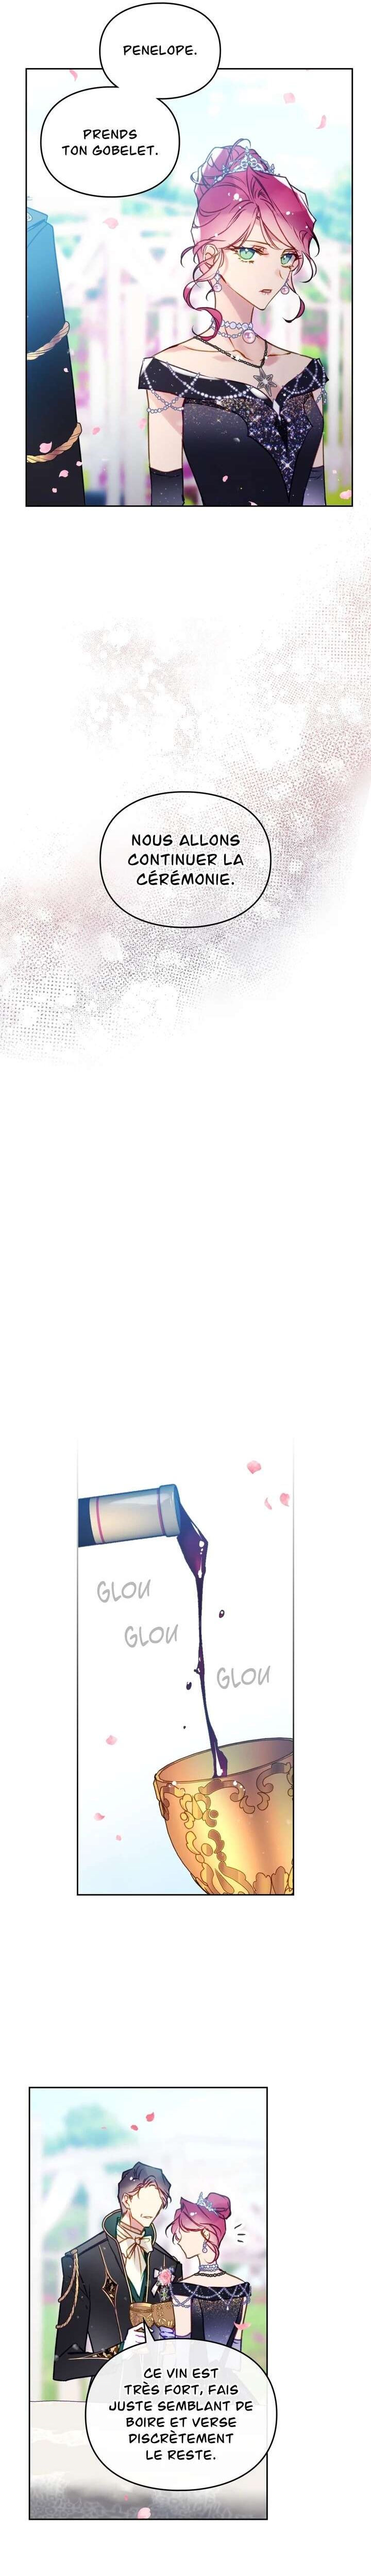 PENELOPE.
PRENDS
TON GOBELET.
NOUS ALLONS
CONTINUER LA
CÉRÉMONIE.
GLOU
GLOU
GLOU
CE VIN EST
TRÈS FORT, FAIS
JUSTE SEMBLANT DE
BOIRE ET VERSE
DISCRÈTEMENT
LE RESTE.